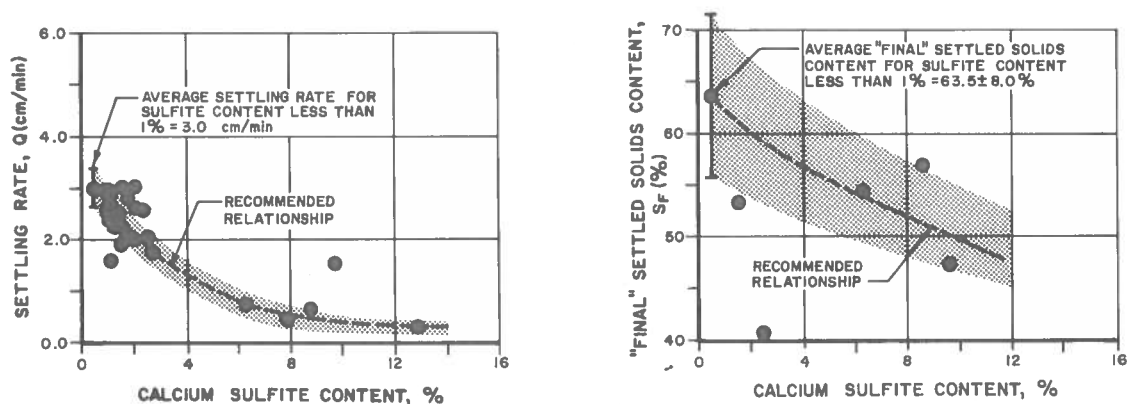 SETTLING RATE, Q(cm/min)
6.0
4.0
2.0
0.0
AVERAGE SETTLING RATE FOR
SULFITE CONTENT LESS THAN
1% = 3.0 cm/min
RECOMMENDED
RELATIONSHIP
0 4 8 12 16
CALCIUM SULFITE CONTENT, %
"FINAL" SETTLED SOLIDS CONTENT,
SF (%)
70
60
50
40
AVERAGE "FINAL" SETTLED SOLIDS
CONTENT FOR SULFITE CONTENT
LESS THAN 1% = 63.5±8.0%
RECOMMENDED
RELATIONSHIP
0 4 8 12 16
CALCIUM SULFITE CONTENT, %